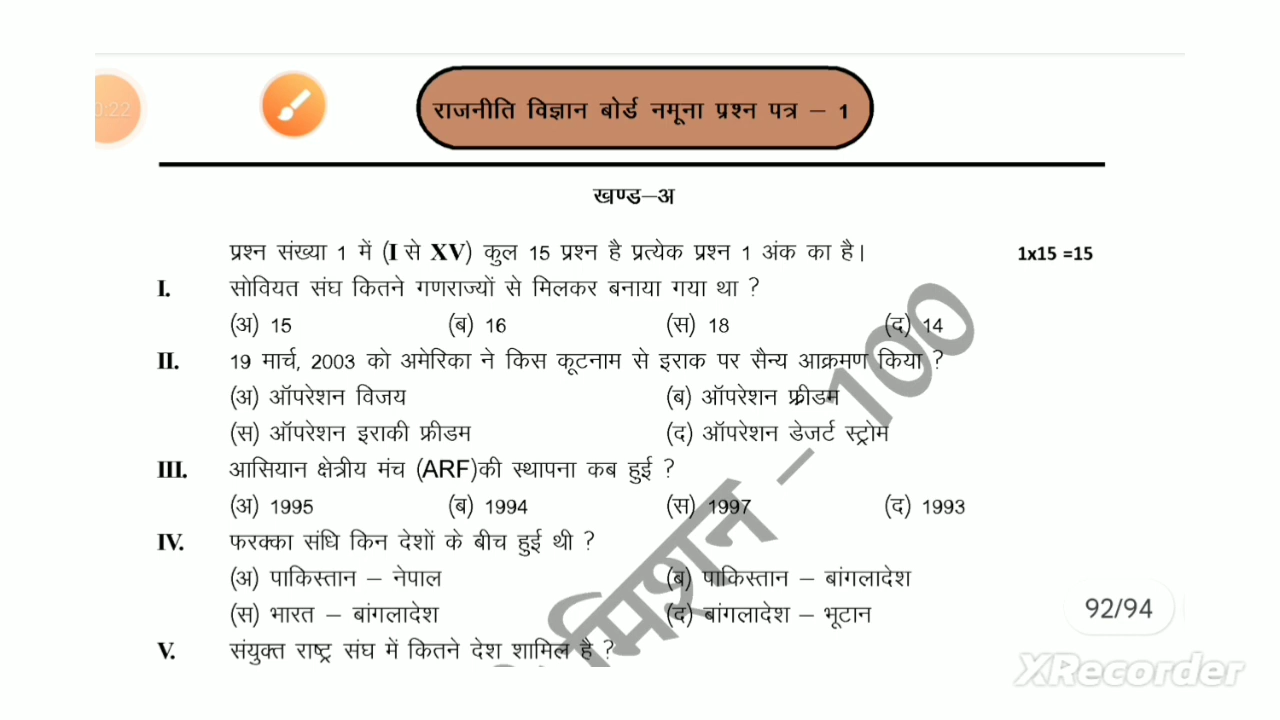 0:22
राजनीति विज्ञान बोर्ड नमूना प्रश्न पत्र – 1
खण्ड–अ
प्रश्न संख्या 1 में (I से XV) कुल 15 प्रश्न है प्रत्येक प्रश्न 1 अंक का है। 1x15 =15
I. सोवियत संघ कितने गणराज्यों से मिलकर बनाया गया था ?
(अ) 15 (ब) 16 (स) 18 (द) 14
II. 19 मार्च, 2003 को अमेरिका ने किस कूटनाम से इराक पर सैन्य आक्रमण किया ?
(अ) ऑपरेशन विजय (ब) ऑपरेशन फ्रीडम
(स) ऑपरेशन इराकी फ्रीडम (द) ऑपरेशन डेजर्ट स्ट्रोम
III. आसियान क्षेत्रीय मंच (ARF)की स्थापना कब हुई ?
(अ) 1995 (ब) 1994 (स) 1997 (द) 1993
IV. फरक्का संधि किन देशों के बीच हुई थी ?
(अ) पाकिस्तान – नेपाल (ब) पाकिस्तान – बांगलादेश
(स) भारत – बांगलादेश (द) बांगलादेश – भूटान
V. संयुक्त राष्ट्र संघ में कितने देश शामिल है ?
मिशन – 100
92/94
XRecorder